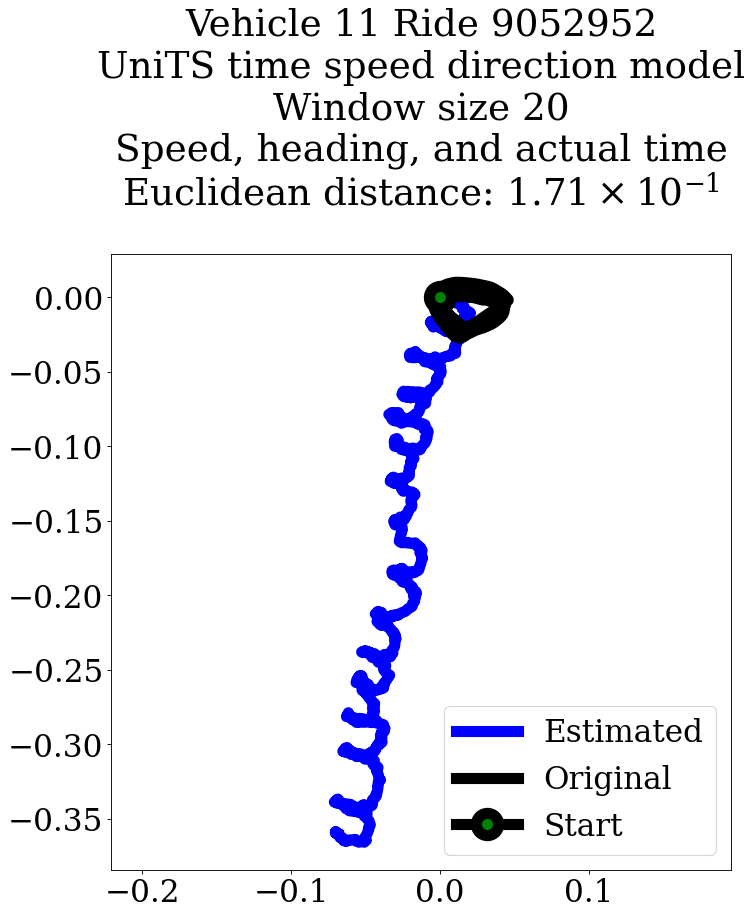 Vehicle 11 Ride 9052952
UniTS time speed direction model
Window size 20
Speed, heading, and actual time
Euclidean distance: 1.71 × 10⁻¹
0.00
−0.05
−0.10
−0.15
−0.20
−0.25
−0.30
−0.35
Estimated
Original
Start
−0.2
−0.1
0.0
0.1